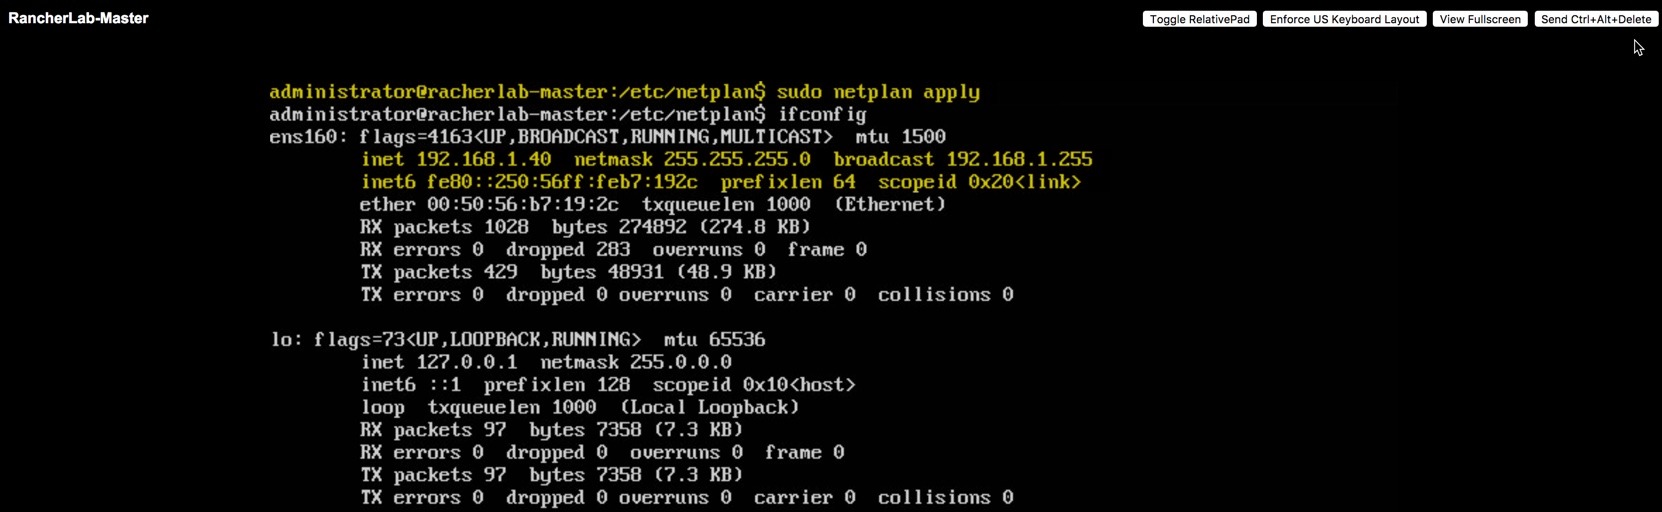 RancherLab-Master
Toggle RelativePad Enforce US Keyboard Layout View Fullscreen Send Ctrl+Alt+Delete
administrator@racherlab-master:/etc/netplan$ sudo netplan apply
administrator@racherlab-master:/etc/netplan$ ifconfig
ens160: flags=4163<UP,BROADCAST,RUNNING,MULTICAST>  mtu 1500
        inet 192.168.1.40  netmask 255.255.255.0  broadcast 192.168.1.255
        inet6 fe80::250:56ff:feb7:192c  prefixlen 64  scopeid 0x20<link>
        ether 00:50:56:b7:19:2c  txqueuelen 1000  (Ethernet)
        RX packets 1028  bytes 274892 (274.8 KB)
        RX errors 0  dropped 283  overruns 0  frame 0
        TX packets 429  bytes 48931 (48.9 KB)
        TX errors 0  dropped 0 overruns 0  carrier 0  collisions 0
lo: flags=73<UP,LOOPBACK,RUNNING>  mtu 65536
        inet 127.0.0.1  netmask 255.0.0.0
        inet6 ::1  prefixlen 128  scopeid 0x10<host>
        loop  txqueuelen 1000  (Local Loopback)
        RX packets 97  bytes 7358 (7.3 KB)
        RX errors 0  dropped 0  overruns 0  frame 0
        TX packets 97  bytes 7358 (7.3 KB)
        TX errors 0  dropped 0 overruns 0  carrier 0  collisions 0